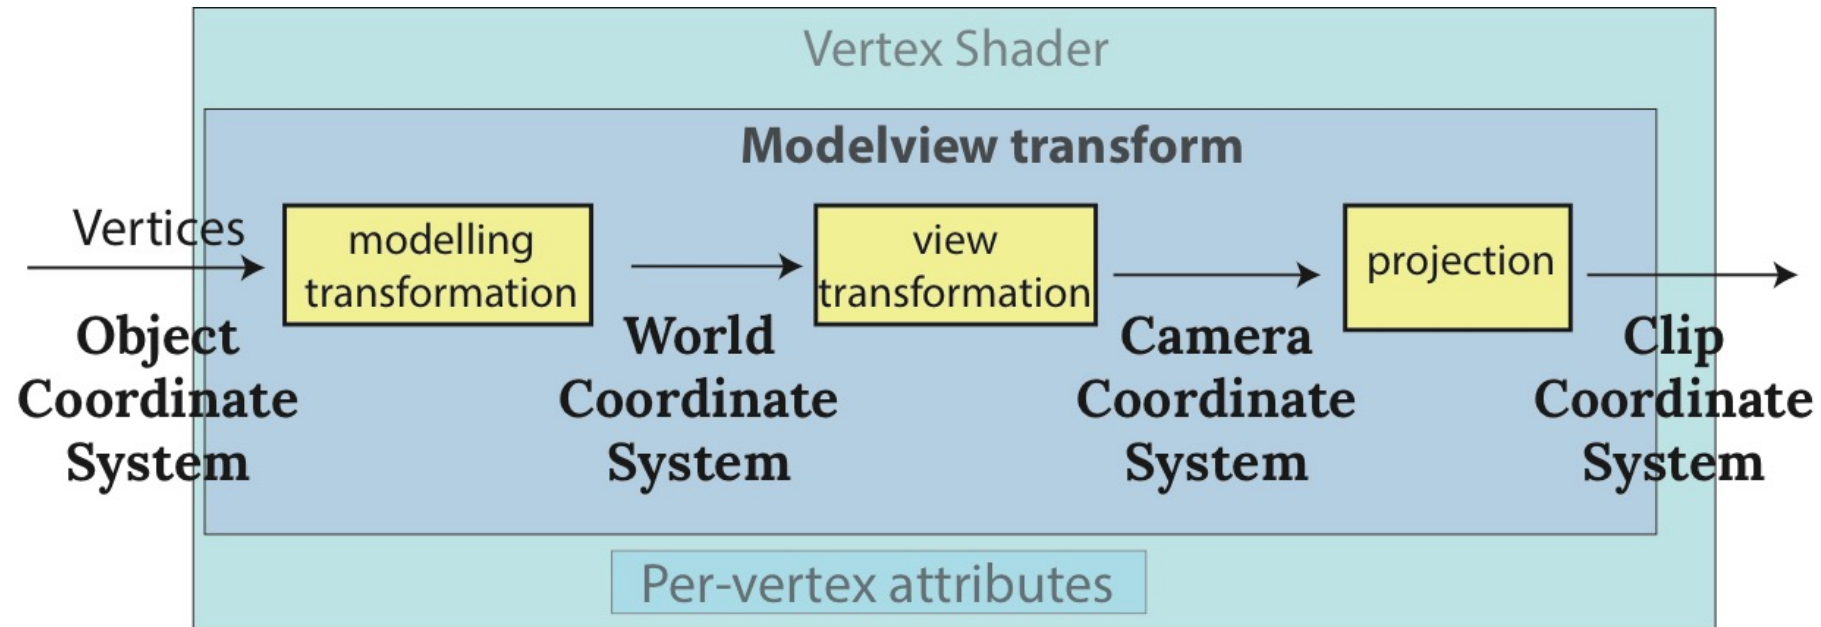 Vertex Shader
Modelview transform
Vertices
modelling
transformation
view
transformation
projection
Object
Coordinate
System
World
Coordinate
System
Camera
Coordinate
System
Clip
Coordinate
System
Per-vertex attributes